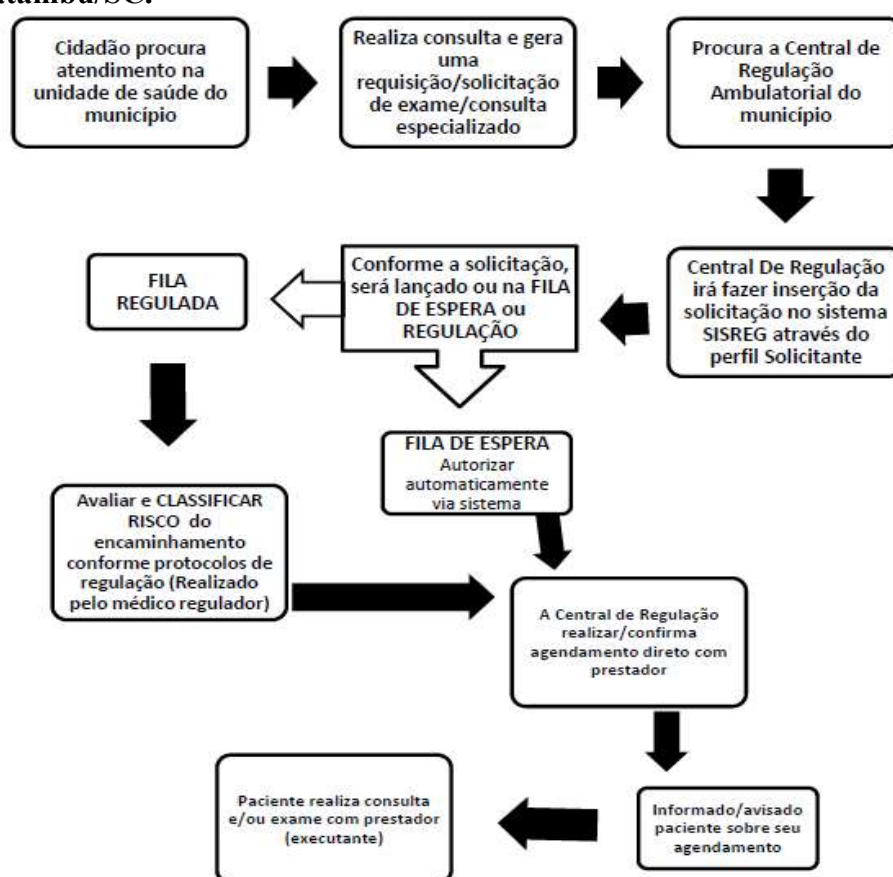 Cidadão procura
atendimento na
unidade de saúde do
município
Realiza consulta e gera
uma
requisição/solicitação
de exame/consulta
especializado
Procura a Central de
Regulação
Ambulatorial do
município
Central De Regulação
irá fazer inserção da
solicitação no sistema
SISREG através do
perfil Solicitante
Conforme a solicitação,
será lançado ou na FILA
DE ESPERA ou
REGULAÇÃO
FILA
REGULADA
FILA DE ESPERA
Autorizar
automaticamente
via sistema
Avaliar e CLASSIFICAR
RISCO do
encaminhamento
conforme protocolos de
regulação (Realizado
pelo médico regulador)
A Central de Regulação
realizar/confirma
agendamento direto com
prestador
Informado/avisado
paciente sobre seu
agendamento
Paciente realiza consulta
e/ou exame com prestador
(executante)